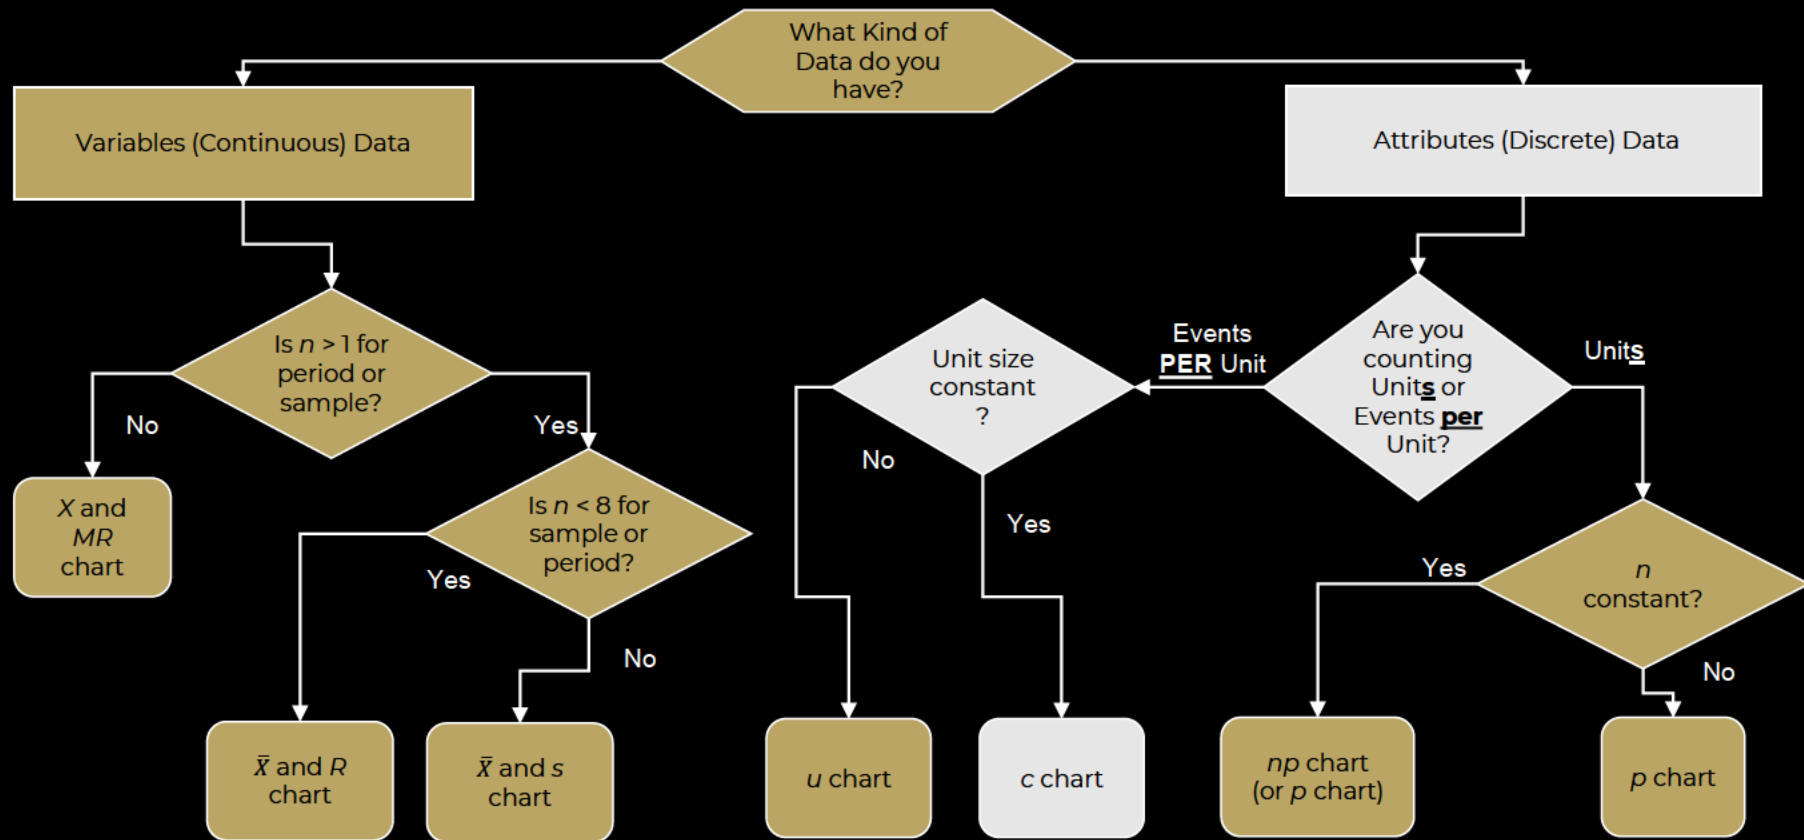 What Kind of
Data do you
have?
Variables (Continuous) Data
Attributes (Discrete) Data
Is n > 1 for
period or
sample?
No
Yes
X and
MR
chart
Is n < 8 for
sample or
period?
Yes
No
X̄ and R
chart
X̄ and s
chart
Are you
counting
Units or
Events per
Unit?
Events
PER Unit
Units
Unit size
constant
?
No
Yes
u chart
c chart
n
constant?
Yes
No
np chart
(or p chart)
p chart